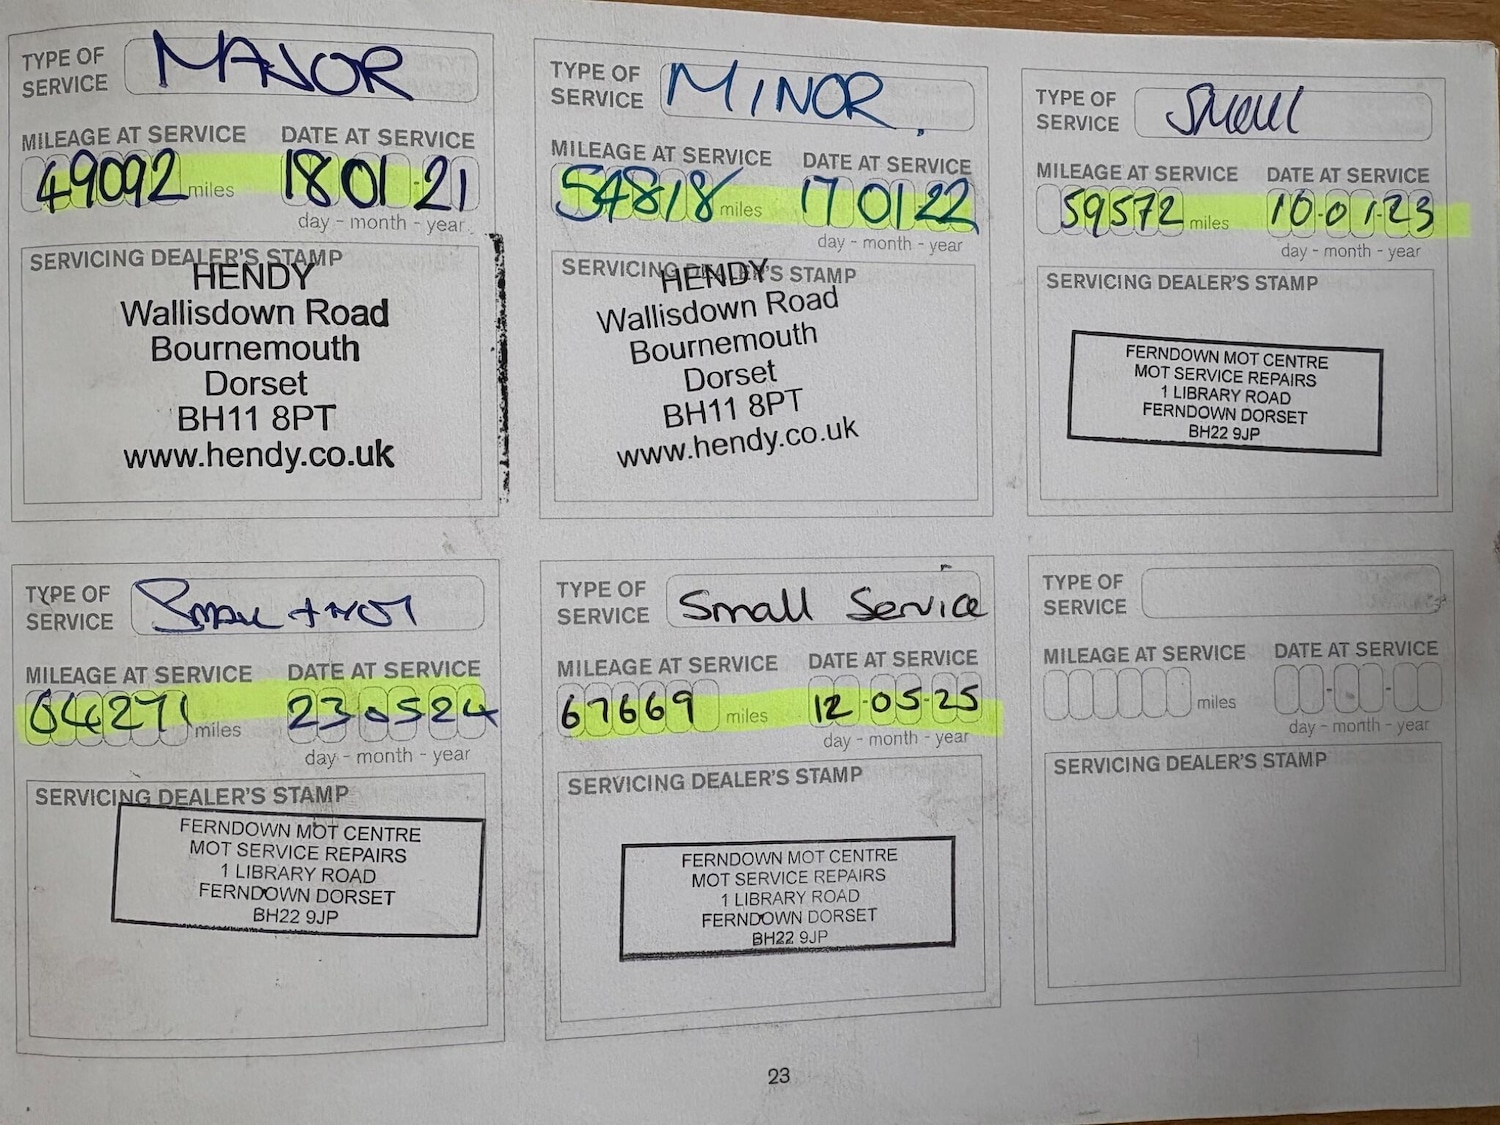 TYPE OF SERVICE MAJOR
MILEAGE AT SERVICE DATE AT SERVICE
49092 miles 18 01 21
day - month - year
SERVICING DEALER'S STAMP
HENDY
Wallisdown Road
Bournemouth
Dorset
BH11 8PT
www.hendy.co.uk
TYPE OF SERVICE MINOR.
MILEAGE AT SERVICE DATE AT SERVICE
54818 miles 17 01 22
day - month - year
SERVICING DEALER'S STAMP
HENDY
Wallisdown Road
Bournemouth
Dorset
BH11 8PT
www.hendy.co.uk
TYPE OF SERVICE Small
MILEAGE AT SERVICE DATE AT SERVICE
59572 miles 10-01-23
day - month - year
SERVICING DEALER'S STAMP
FERNDOWN MOT CENTRE
MOT SERVICE REPAIRS
1 LIBRARY ROAD
FERNDOWN DORSET
BH22 9JP
TYPE OF SERVICE Small + MOT
MILEAGE AT SERVICE DATE AT SERVICE
64271 miles 23 05 24
day - month - year
SERVICING DEALER'S STAMP
FERNDOWN MOT CENTRE
MOT SERVICE REPAIRS
1 LIBRARY ROAD
FERNDOWN DORSET
BH22 9JP
TYPE OF SERVICE Small Service
MILEAGE AT SERVICE DATE AT SERVICE
67669 miles 12-05-25
day - month - year
SERVICING DEALER'S STAMP
FERNDOWN MOT CENTRE
MOT SERVICE REPAIRS
1 LIBRARY ROAD
FERNDOWN DORSET
BH22 9JP
TYPE OF SERVICE
MILEAGE AT SERVICE DATE AT SERVICE
miles - -
day - month - year
SERVICING DEALER'S STAMP
23